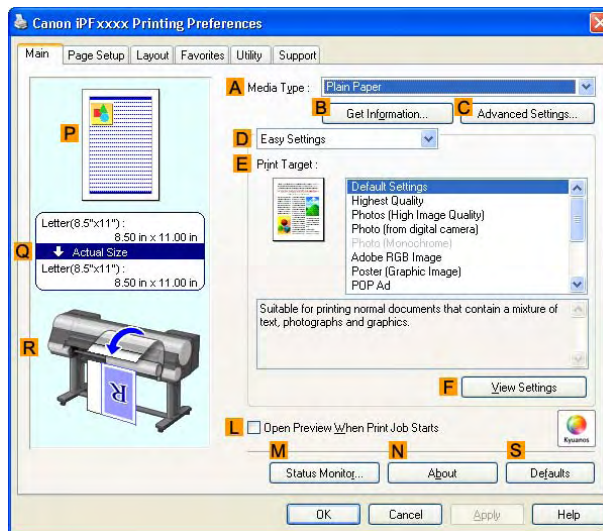 Canon iPFxxxx Printing Preferences
Main Page Setup Layout Favorites Utility Support
A Media Type : Plain Paper
B C
Get Information... Advanced Settings...
D Easy Settings
E Print Target :
P
Default Settings
Highest Quality
Photos (High Image Quality)
Photo (from digital camera)
Photo (Monochrome)
Adobe RGB Image
Poster (Graphic Image)
POP Ad
Letter(8.5"x11") :
8.50 in x 11.00 in
Q Actual Size
Letter(8.5"x11") :
8.50 in x 11.00 in
Suitable for printing normal documents that contain a mixture of
text, photographs and graphics.
R
R
F View Settings
L Open Preview When Print Job Starts
Kyuanos
M N S
Status Monitor... About Defaults
OK Cancel Apply Help